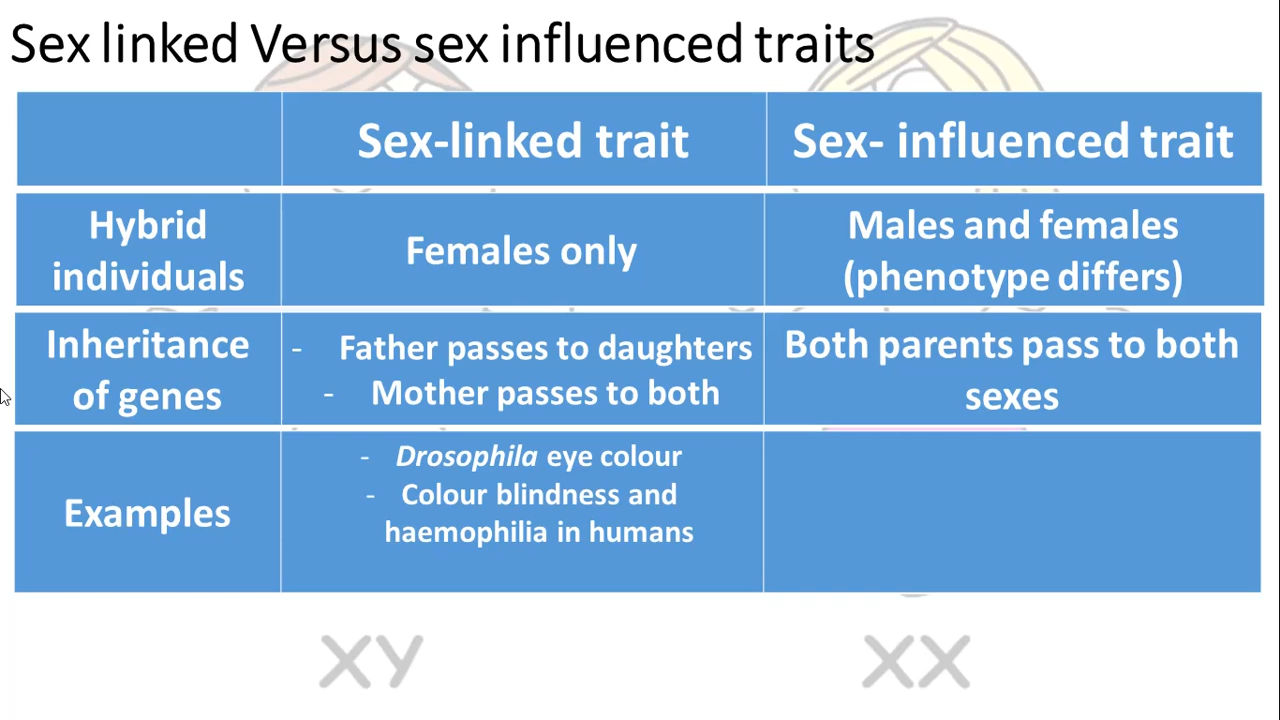 Sex linked Versus sex influenced traits
Sex-linked trait
Sex- influenced trait
Hybrid
individuals
Females only
Males and females
(phenotype differs)
Inheritance
of genes
- Father passes to daughters
- Mother passes to both
Both parents pass to both
sexes
Examples
- Drosophila eye colour
- Colour blindness and
haemophilia in humans
XY
XX